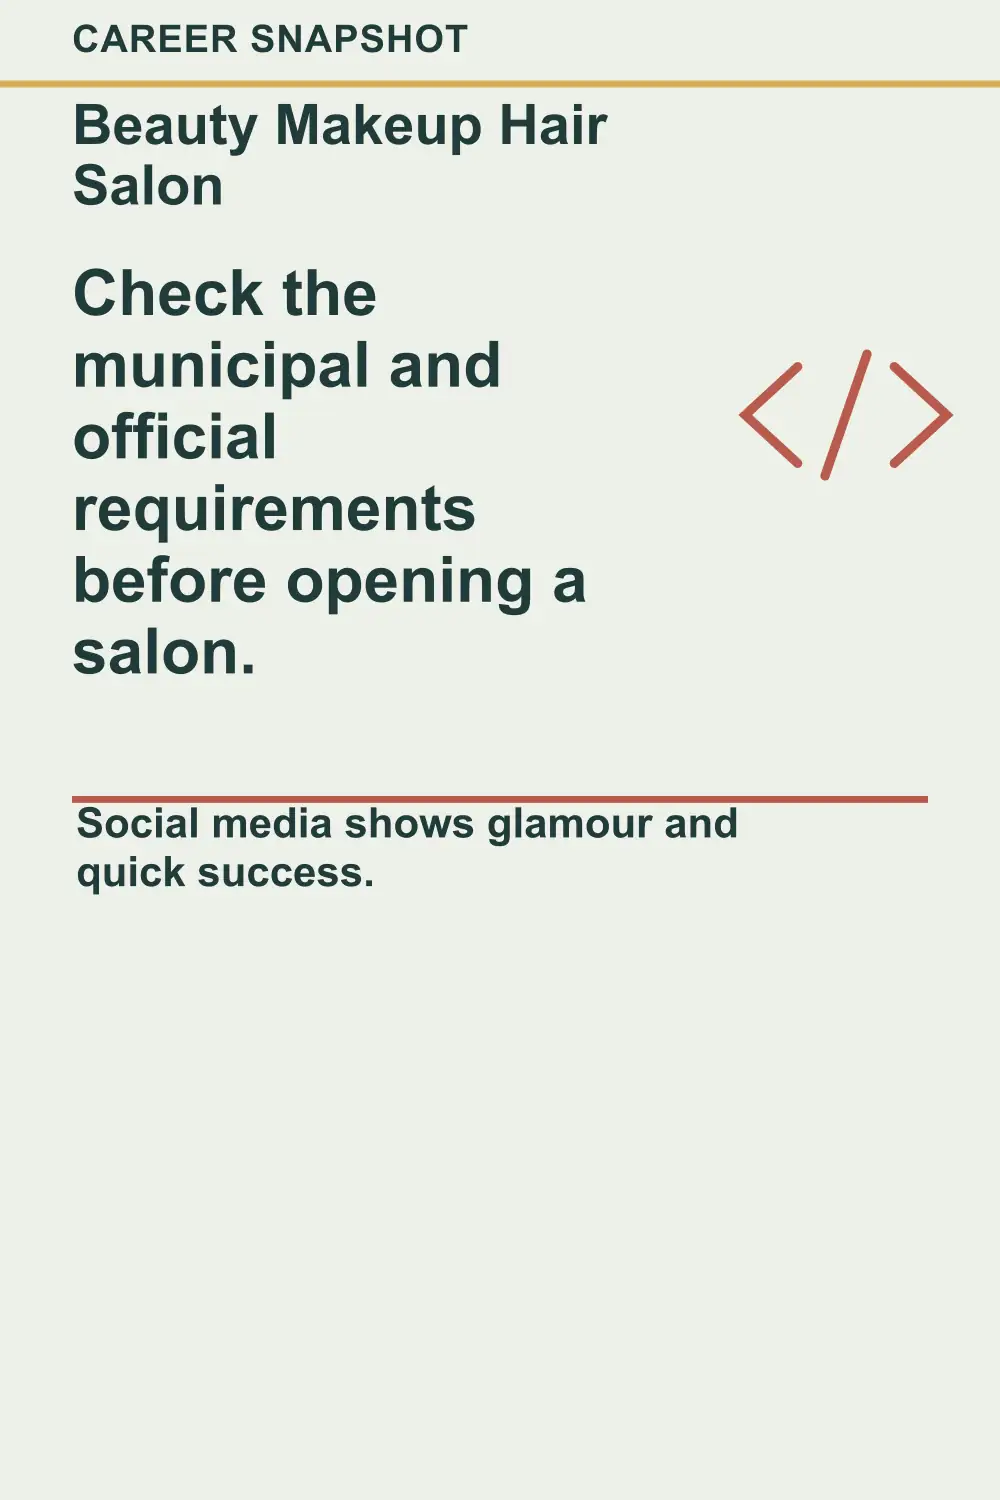 CAREER SNAPSHOT
Beauty Makeup Hair
Salon
Check the
municipal and
official
requirements
before opening a
salon.
Social media shows glamour and
quick success.